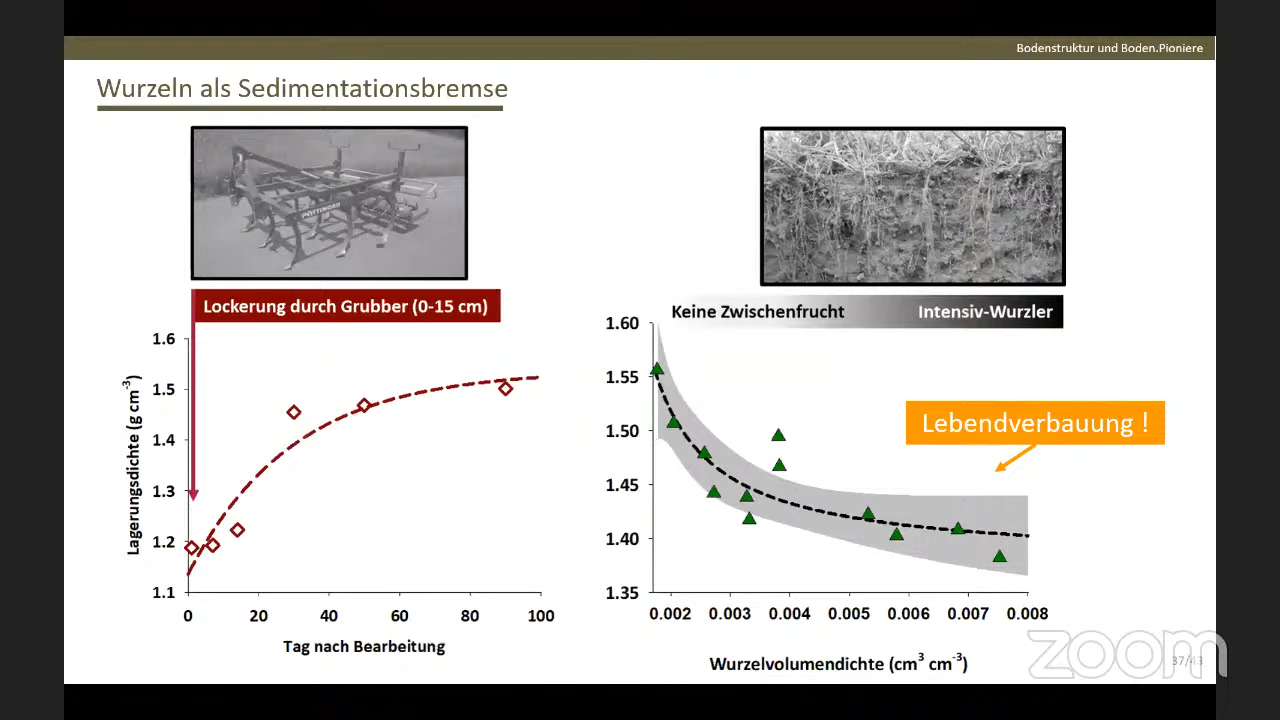 Bodenstruktur und Boden.Pioniere
Wurzeln als Sedimentationsbremse
PÖTTINGER
Lockerung durch Grubber (0-15 cm)
1.6
1.5
1.4
1.3
1.2
1.1
Lagerungsdichte (g cm-3)
0 20 40 60 80 100
Tag nach Bearbeitung
Keine Zwischenfrucht Intensiv-Wurzler
1.60
1.55
1.50
1.45
1.40
1.35
Lebendverbauung !
0.002 0.003 0.004 0.005 0.006 0.007 0.008
Wurzelvolumendichte (cm3 cm-3)
zoom
37/43